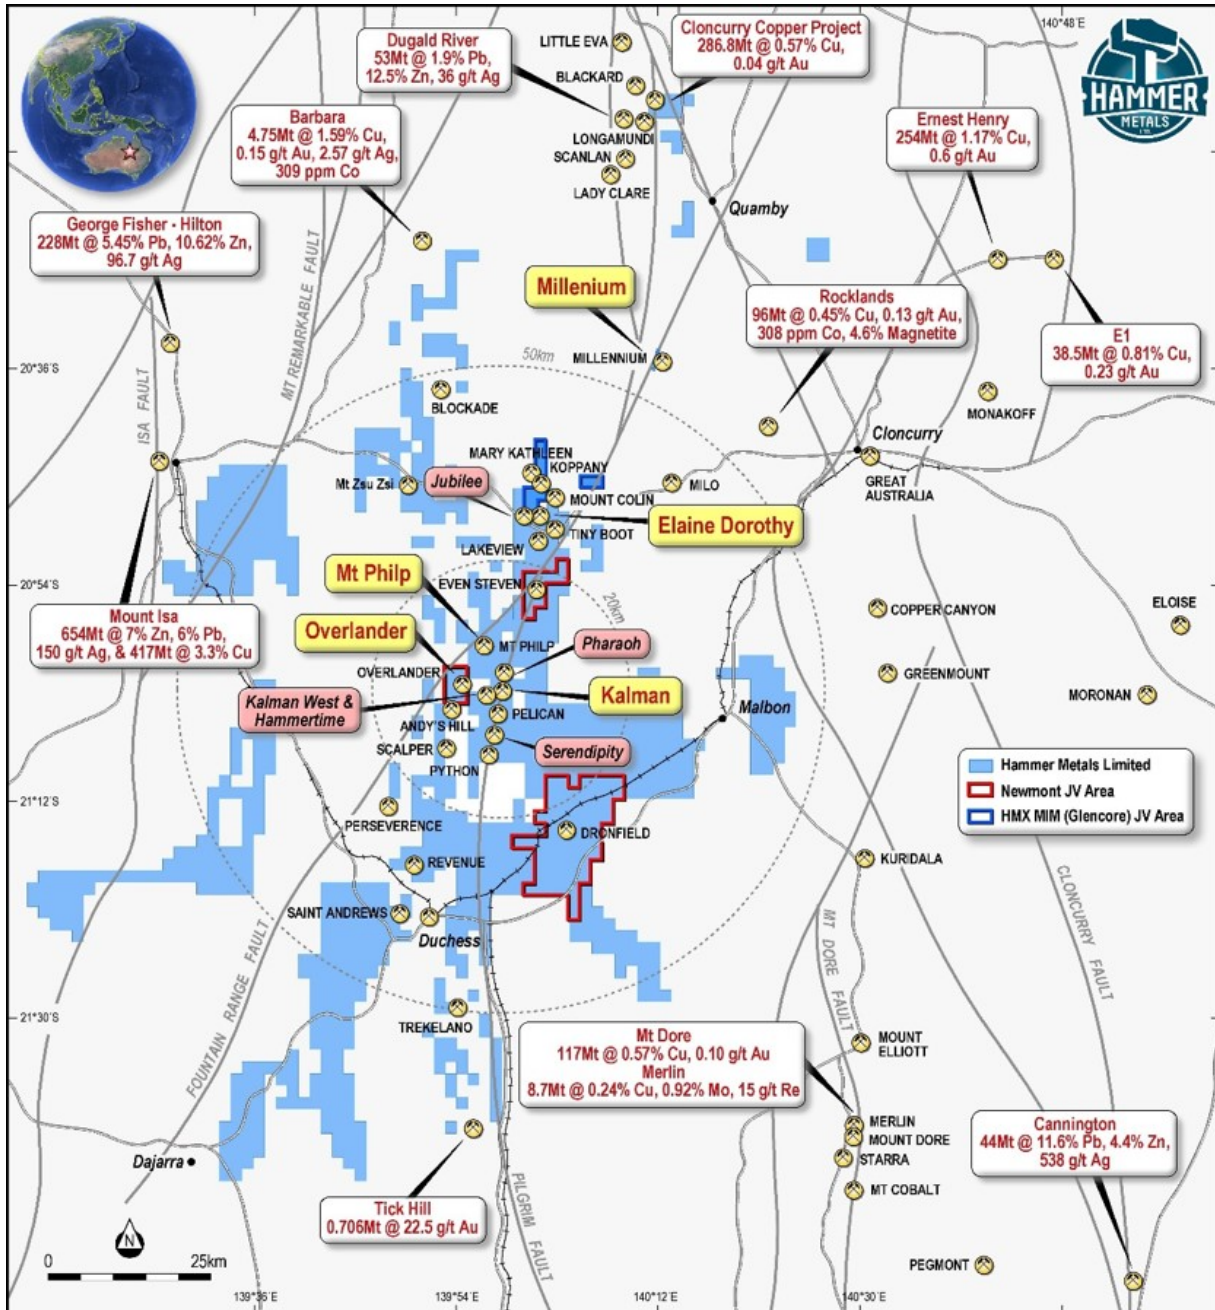 140°48'E
HAMMER
METALS
LTD
Dugald River
53Mt @ 1.9% Pb,
12.5% Zn, 36 g/t Ag
LITTLE EVA
BLACKARD
LONGAMUNDI
SCANLAN
LADY CLARE
Cloncurry Copper Project
286.8Mt @ 0.57% Cu,
0.04 g/t Au
Barbara
4.75Mt @ 1.59% Cu,
0.15 g/t Au, 2.57 g/t Ag,
309 ppm Co
Ernest Henry
254Mt @ 1.17% Cu,
0.6 g/t Au
George Fisher - Hilton
228Mt @ 5.45% Pb, 10.62% Zn,
96.7 g/t Ag
Quamby
MT REMARKABLE FAULT
Millenium
Rocklands
96Mt @ 0.45% Cu, 0.13 g/t Au,
308 ppm Co, 4.6% Magnetite
E1
38.5Mt @ 0.81% Cu,
0.23 g/t Au
50km
MILLENNIUM
20°36'S
ISA FAULT
BLOCKADE
MONAKOFF
Cloncurry
MARY KATHLEEN
KOPPANY
Mt Zsu Zsi
Jubilee
MOUNT COLIN
MILO
GREAT
AUSTRALIA
Elaine Dorothy
TINY BOOT
LAKEVIEW
20°54'S
Mt Philp
EVEN STEVEN
20km
COPPER CANYON
ELOISE
Mount Isa
654Mt @ 7% Zn, 6% Pb,
150 g/t Ag, & 417Mt @ 3.3% Cu
Overlander
MT PHILP
Pharaoh
OVERLANDER
GREENMOUNT
Kalman West &
Hammertime
Kalman
MORONAN
ANDY'S HILL
PELICAN
Malbon
SCALPER
Serendipity
PYTHON
Hammer Metals Limited
Newmont JV Area
HMX MIM (Glencore) JV Area
21°12'S
PERSEVERENCE
DRONFIELD
REVENUE
KURIDALA
SAINT ANDREWS
Duchess
MT DORE FAULT
CLONCURRY FAULT
FOUNTAIN RANGE FAULT
21°30'S
TREKELANO
MOUNT
ELLIOTT
Mt Dore
117Mt @ 0.57% Cu, 0.10 g/t Au
Merlin
8.7Mt @ 0.24% Cu, 0.92% Mo, 15 g/t Re
MERLIN
MOUNT DORE
STARRA
MT COBALT
Cannington
44Mt @ 11.6% Pb, 4.4% Zn,
538 g/t Ag
Dajarra
Tick Hill
0.706Mt @ 22.5 g/t Au
PILGRIM FAULT
N
0 25km
PEGMONT
139°36'E
139°54'E
140°12'E
140°30'E